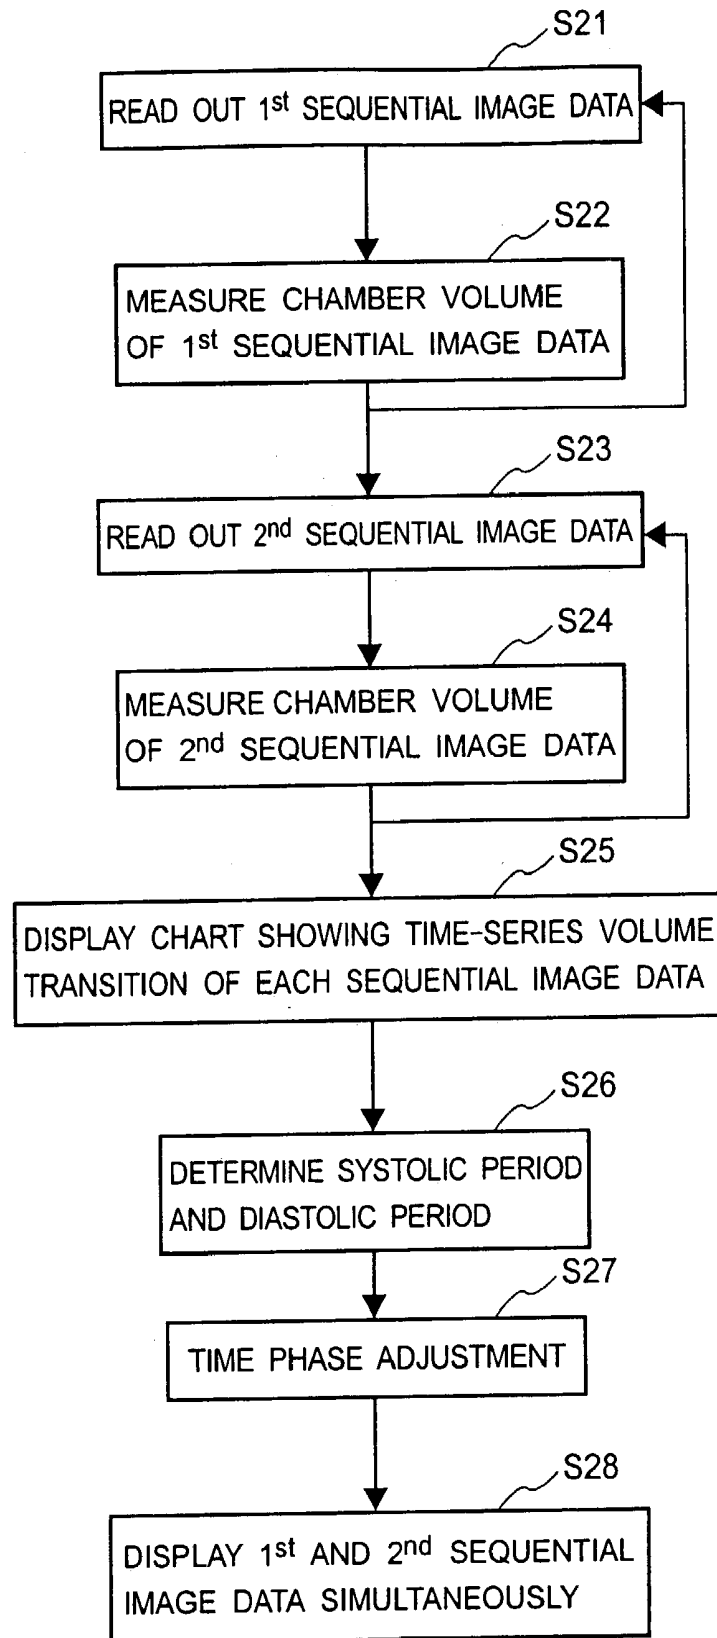 S21
READ OUT 1st SEQUENTIAL IMAGE DATA
S22
MEASURE CHAMBER VOLUME
OF 1st SEQUENTIAL IMAGE DATA
S23
READ OUT 2nd SEQUENTIAL IMAGE DATA
S24
MEASURE CHAMBER VOLUME
OF 2nd SEQUENTIAL IMAGE DATA
S25
DISPLAY CHART SHOWING TIME-SERIES VOLUME
TRANSITION OF EACH SEQUENTIAL IMAGE DATA
S26
DETERMINE SYSTOLIC PERIOD
AND DIASTOLIC PERIOD
S27
TIME PHASE ADJUSTMENT
S28
DISPLAY 1st AND 2nd SEQUENTIAL
IMAGE DATA SIMULTANEOUSLY